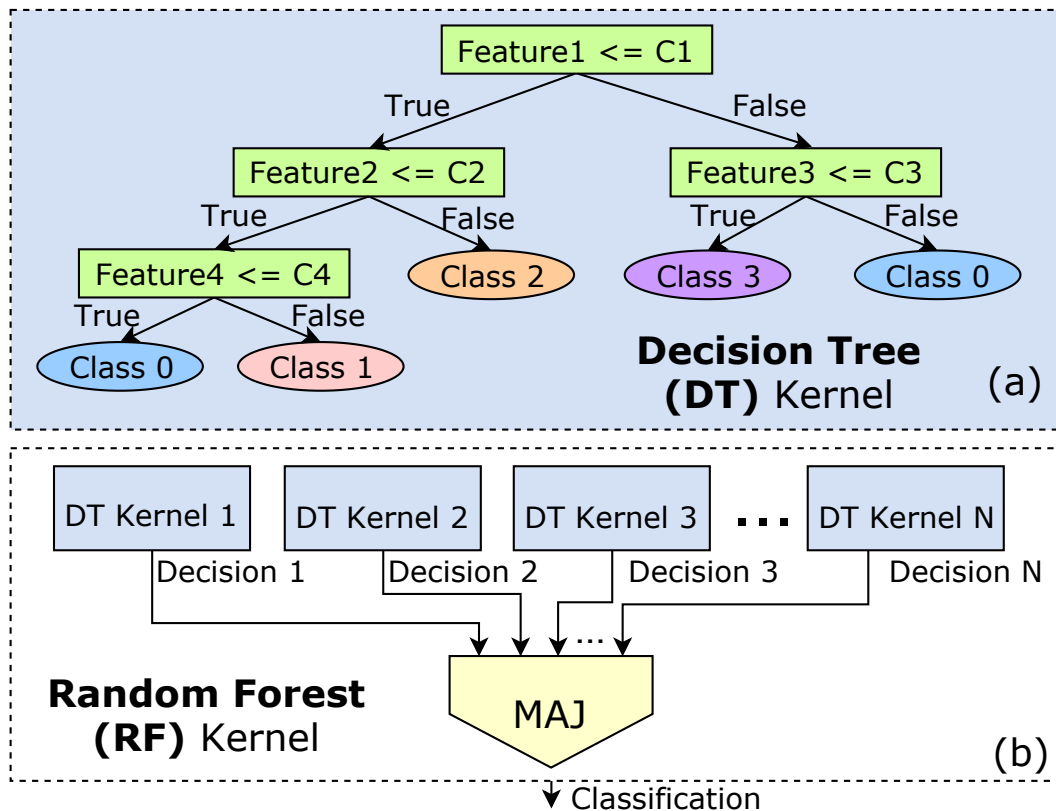 Feature1 <= C1
True
False
Feature2 <= C2
Feature3 <= C3
True
False
True
False
Feature4 <= C4
Class 2
Class 3
Class 0
True
False
Class 0
Class 1
Decision Tree
(DT) Kernel
(a)
DT Kernel 1
DT Kernel 2
DT Kernel 3
...
DT Kernel N
Decision 1
Decision 2
Decision 3
Decision N
...
MAJ
Random Forest
(RF) Kernel
(b)
Classification